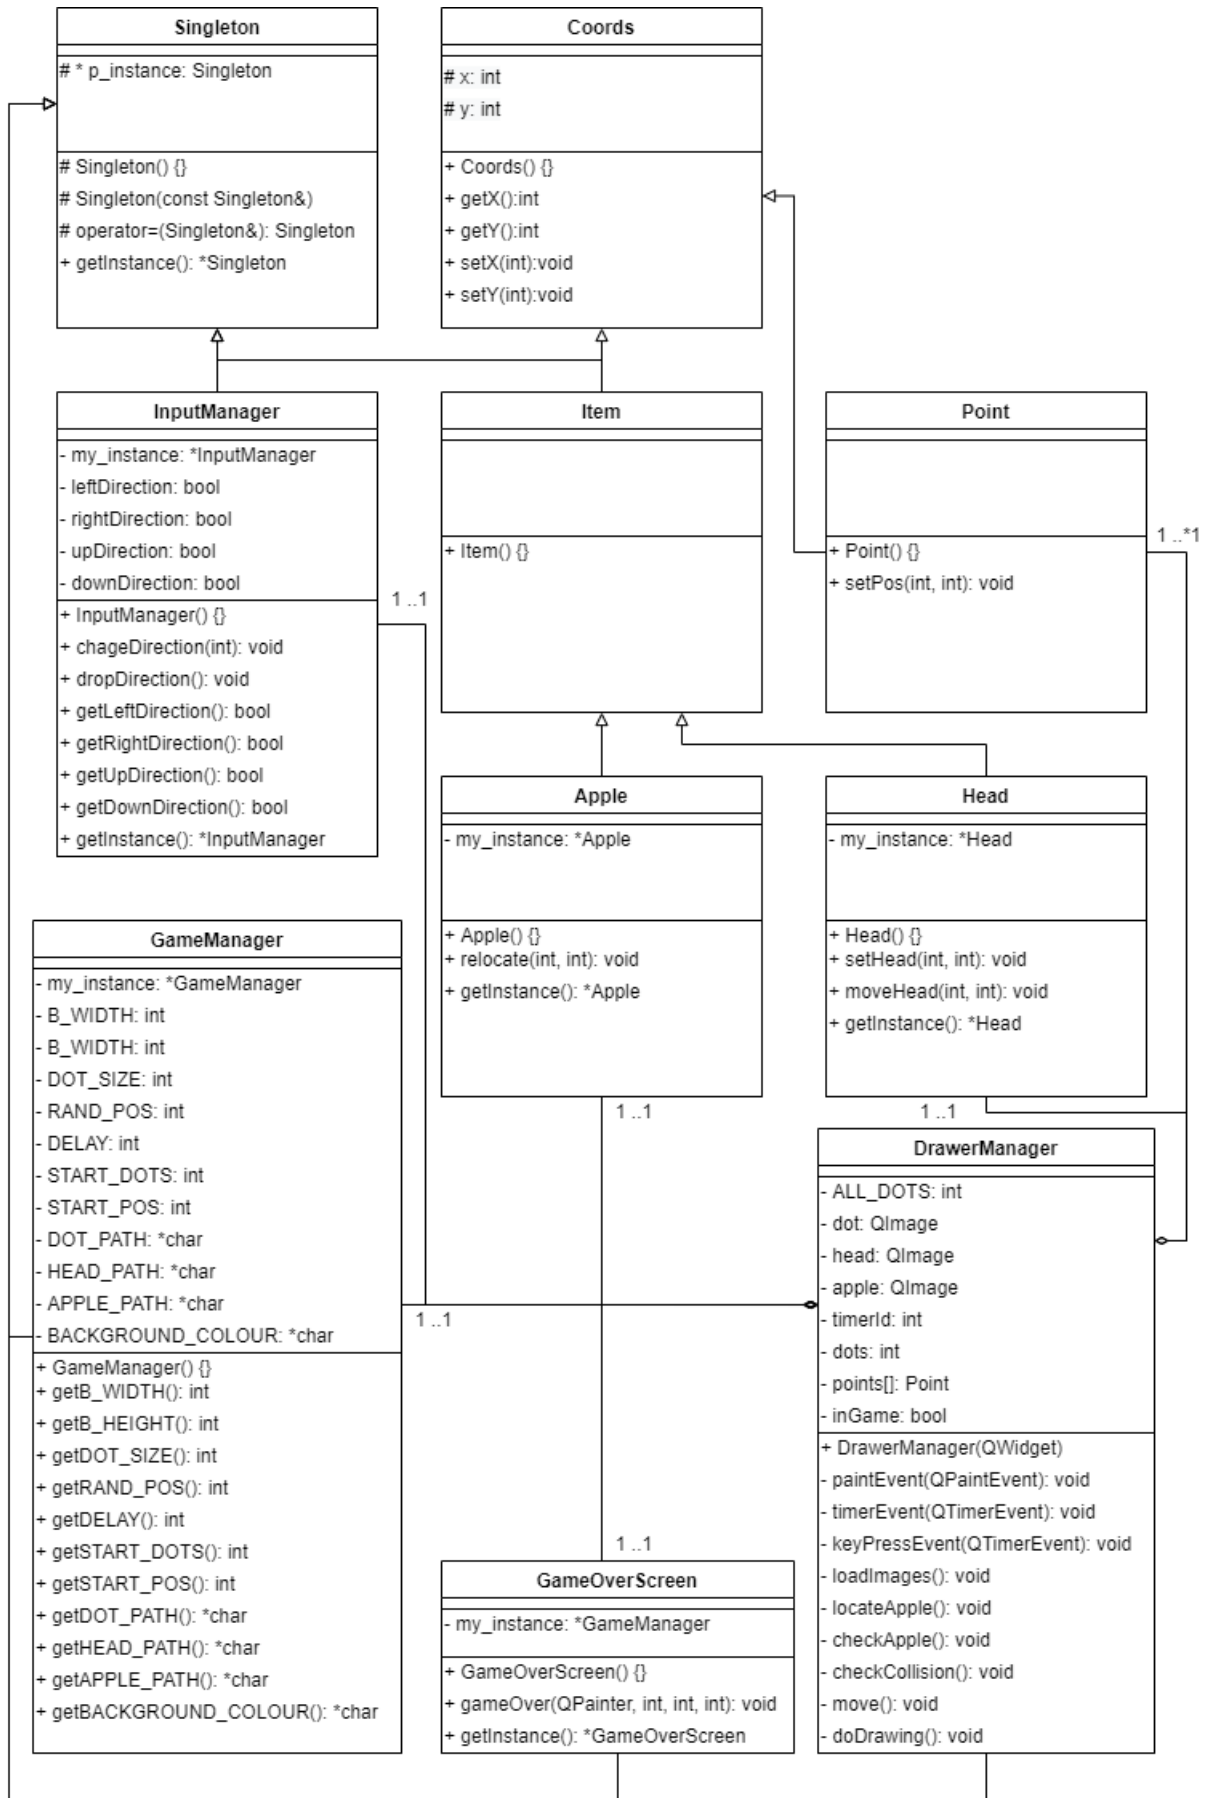 Singleton
# * p_instance: Singleton
# Singleton() {}
# Singleton(const Singleton&)
# operator=(Singleton&): Singleton
+ getInstance(): *Singleton
Coords
# x: int
# y: int
+ Coords() {}
+ getX():int
+ getY():int
+ setX(int):void
+ setY(int):void
InputManager
- my_instance: *InputManager
- leftDirection: bool
- rightDirection: bool
- upDirection: bool
- downDirection: bool
+ InputManager() {}
+ chageDirection(int): void
+ dropDirection(): void
+ getLeftDirection(): bool
+ getRightDirection(): bool
+ getUpDirection(): bool
+ getDownDirection(): bool
+ getInstance(): *InputManager
1 ..1
Item
+ Item() {}
Point
+ Point() {}
+ setPos(int, int): void
1 ..*1
Apple
- my_instance: *Apple
+ Apple() {}
+ relocate(int, int): void
+ getInstance(): *Apple
1 ..1
Head
- my_instance: *Head
+ Head() {}
+ setHead(int, int): void
+ moveHead(int, int): void
+ getInstance(): *Head
1 ..1
GameManager
- my_instance: *GameManager
- B_WIDTH: int
- B_WIDTH: int
- DOT_SIZE: int
- RAND_POS: int
- DELAY: int
- START_DOTS: int
- START_POS: int
- DOT_PATH: *char
- HEAD_PATH: *char
- APPLE_PATH: *char
- BACKGROUND_COLOUR: *char
+ GameManager() {}
+ getB_WIDTH(): int
+ getB_HEIGHT(): int
+ getDOT_SIZE(): int
+ getRAND_POS(): int
+ getDELAY(): int
+ getSTART_DOTS(): int
+ getSTART_POS(): int
+ getDOT_PATH(): *char
+ getHEAD_PATH(): *char
+ getAPPLE_PATH(): *char
+ getBACKGROUND_COLOUR(): *char
1 ..1
DrawerManager
- ALL_DOTS: int
- dot: QImage
- head: QImage
- apple: QImage
- timerId: int
- dots: int
- points[]: Point
- inGame: bool
+ DrawerManager(QWidget)
- paintEvent(QPaintEvent): void
- timerEvent(QTimerEvent): void
- keyPressEvent(QTimerEvent): void
- loadImages(): void
- locateApple(): void
- checkApple(): void
- checkCollision(): void
- move(): void
- doDrawing(): void
1 ..1
GameOverScreen
- my_instance: *GameManager
+ GameOverScreen() {}
+ gameOver(QPainter, int, int, int): void
+ getInstance(): *GameOverScreen